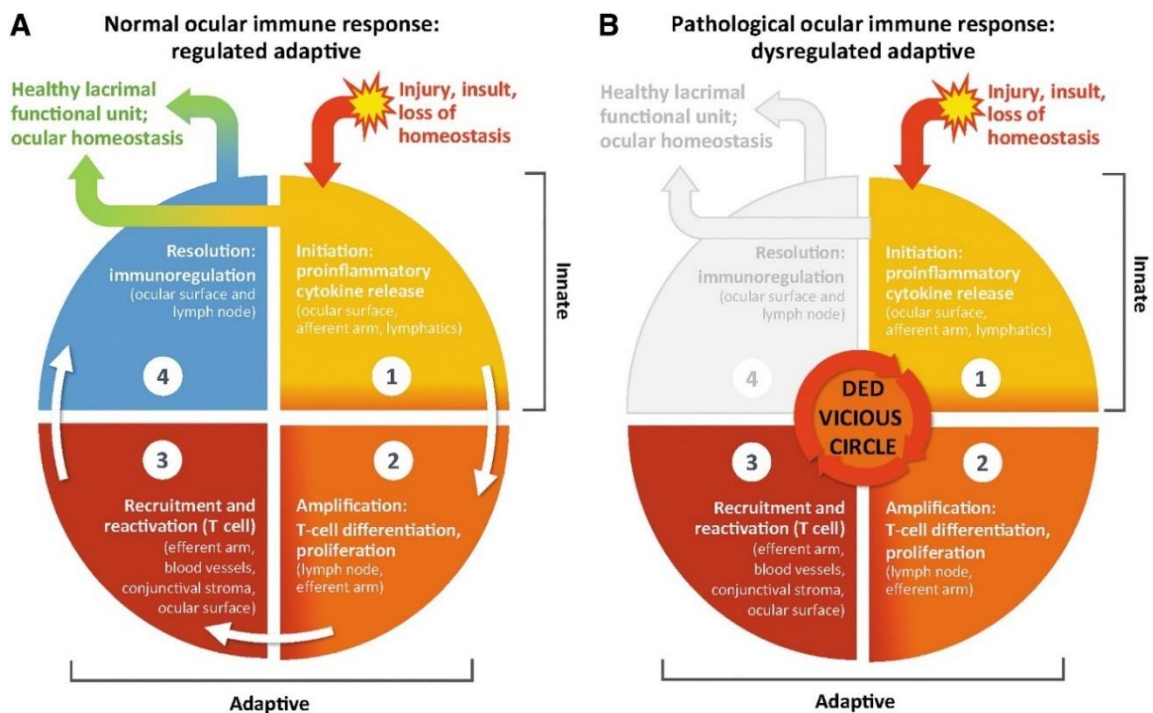 A
Normal ocular immune response:
regulated adaptive
Healthy lacrimal
functional unit;
ocular homeostasis
Injury, insult,
loss of
homeostasis
Resolution:
immunoregulation
(ocular surface and
lymph node)
4
Initiation:
proinflammatory
cytokine release
(ocular surface,
afferent arm, lymphatics)
1
Innate
3
Recruitment and
reactivation (T cell)
(efferent arm,
blood vessels,
conjunctival stroma,
ocular surface)
2
Amplification:
T-cell differentiation,
proliferation
(lymph node,
efferent arm)
Adaptive
B
Pathological ocular immune response:
dysregulated adaptive
Healthy lacrimal
functional unit;
ocular homeostasis
Injury, insult,
loss of
homeostasis
Resolution:
immunoregulation
(ocular surface and
lymph node)
4
Initiation:
proinflammatory
cytokine release
(ocular surface,
afferent arm, lymphatics)
1
Innate
DED
VICIOUS
CIRCLE
3
Recruitment and
reactivation (T cell)
(efferent arm,
blood vessels,
conjunctival stroma,
ocular surface)
2
Amplification:
T-cell differentiation,
proliferation
(lymph node,
efferent arm)
Adaptive